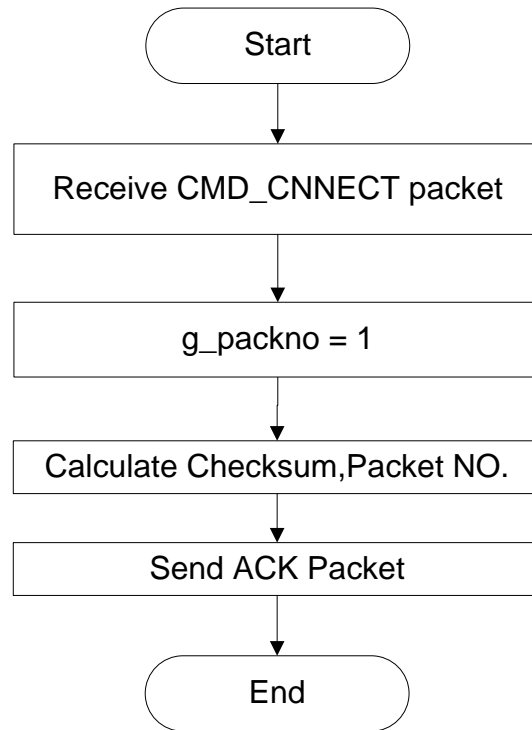 Start
Receive CMD_CNNECT packet
g_packno = 1
Calculate Checksum,Packet NO.
Send ACK Packet
End